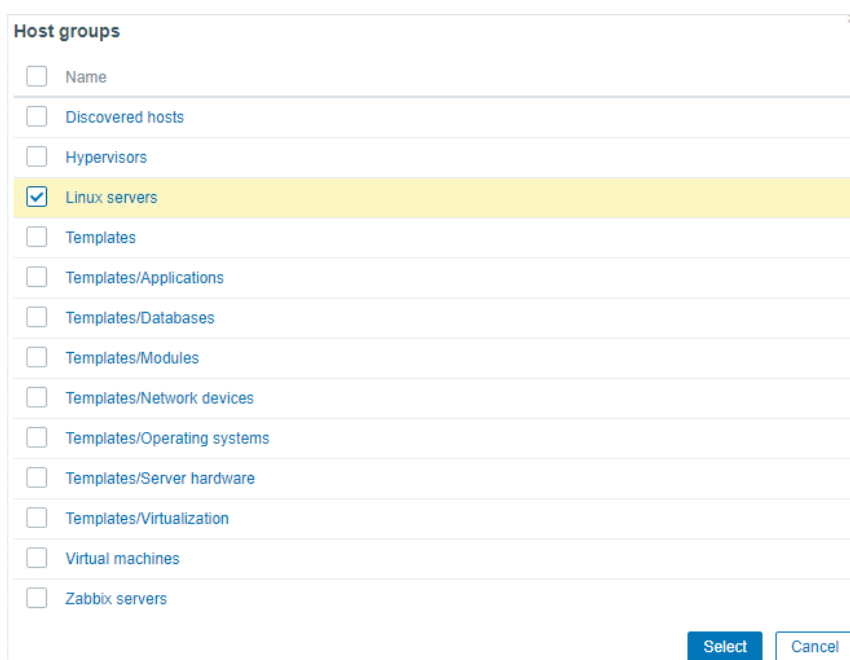 Host groups
Name
Discovered hosts
Hypervisors
Linux servers
Templates
Templates/Applications
Templates/Databases
Templates/Modules
Templates/Network devices
Templates/Operating systems
Templates/Server hardware
Templates/Virtualization
Virtual machines
Zabbix servers
Select Cancel